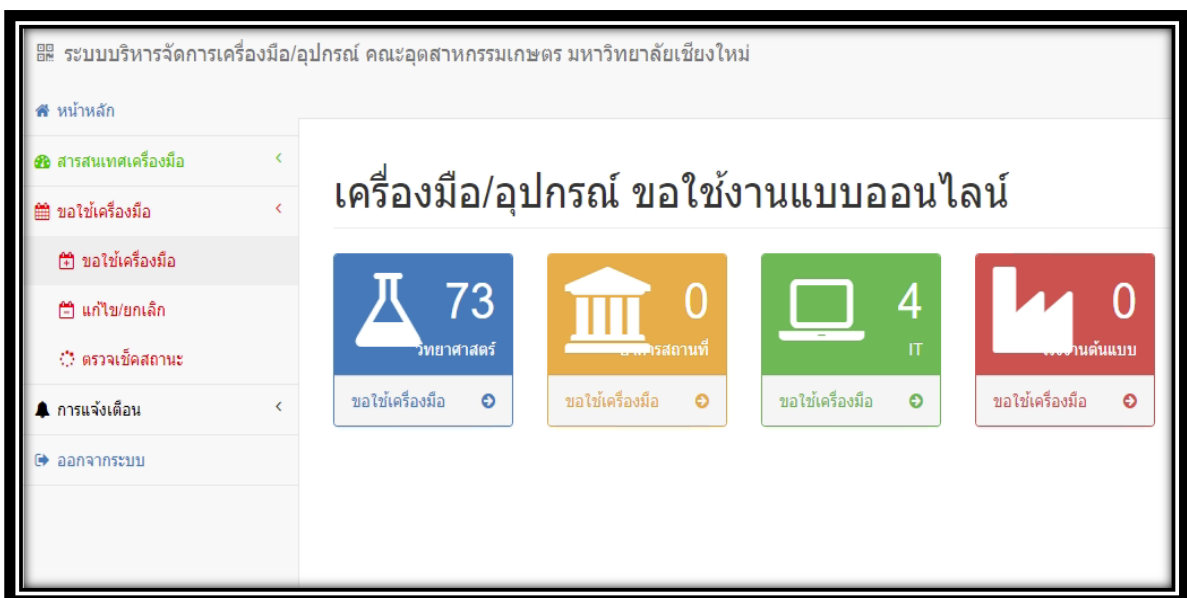 ระบบบริหารจัดการเครื่องมือ/อุปกรณ์ คณะอุตสาหกรรมเกษตร มหาวิทยาลัยเชียงใหม่
หน้าหลัก
สารสนเทศเครื่องมือ
ขอใช้เครื่องมือ
ขอใช้เครื่องมือ
แก้ไข/ยกเลิก
ตรวจเช็คสถานะ
การแจ้งเตือน
ออกจากระบบ
เครื่องมือ/อุปกรณ์ ขอใช้งานแบบออนไลน์
73
วิทยาศาสตร์
ขอใช้เครื่องมือ
0
ขอใช้เครื่องมือ
4
IT
ขอใช้เครื่องมือ
0
ขอใช้เครื่องมือ